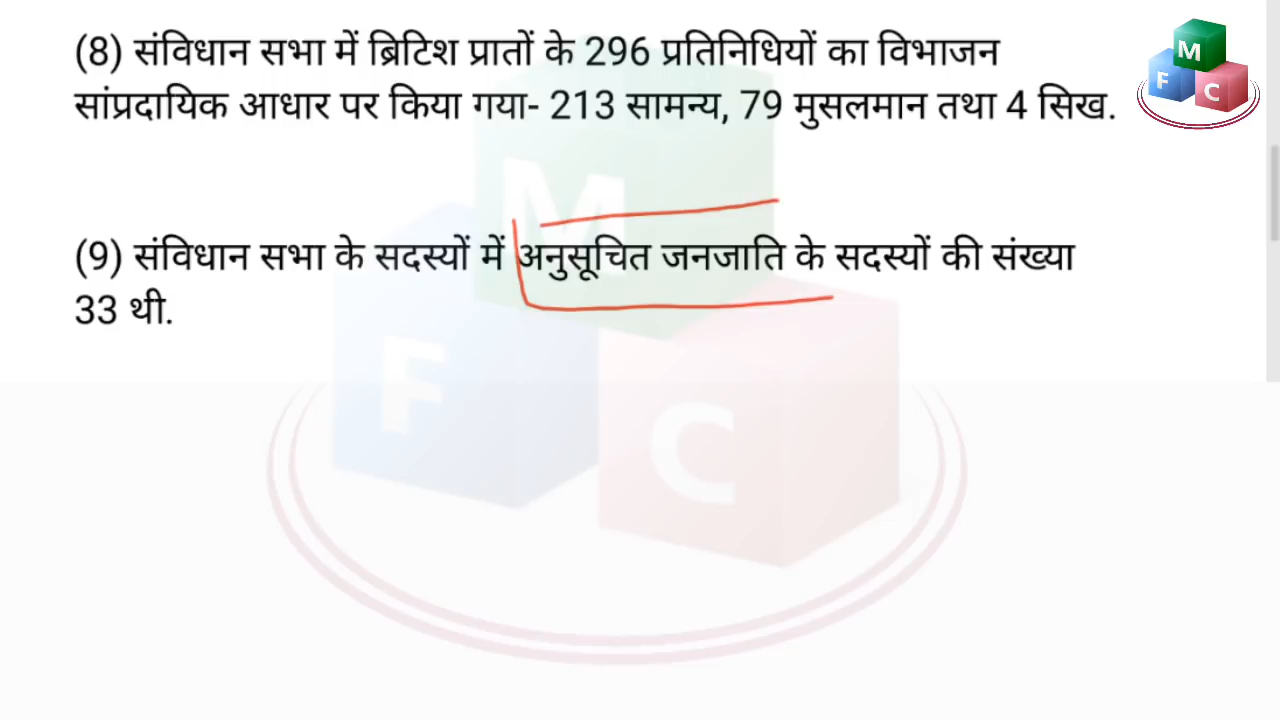 (8) संविधान सभा में ब्रिटिश प्रातों के 296 प्रतिनिधियों का विभाजन
सांप्रदायिक आधार पर किया गया- 213 सामन्य, 79 मुसलमान तथा 4 सिख.
(9) संविधान सभा के सदस्यों में अनुसूचित जनजाति के सदस्यों की संख्या
33 थी.
M
F
C
M
F
C